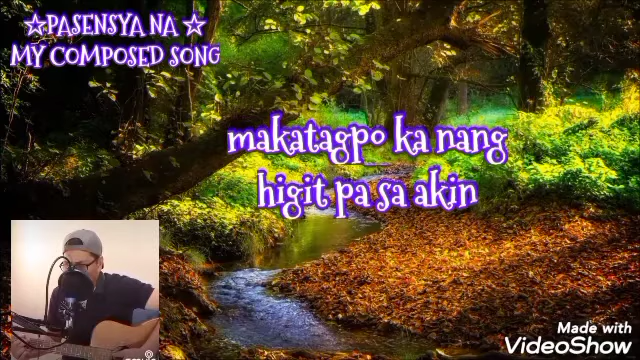 ☆PASENSYA NA ☆
MY COMPOSED SONG
makatagpo ka nang
higit pa sa akin
Made with
VideoShow